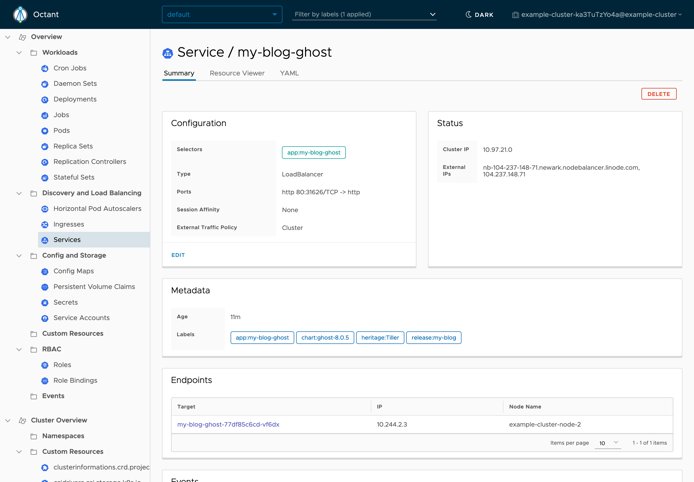 Octant
default
Filter by labels (1 applied)
DARK
example-cluster-ka3TuTzYo4a@example-cluster
Overview
Workloads
Cron Jobs
Daemon Sets
Deployments
Jobs
Pods
Replica Sets
Replication Controllers
Stateful Sets
Discovery and Load Balancing
Horizontal Pod Autoscalers
Ingresses
Services
Config and Storage
Config Maps
Persistent Volume Claims
Secrets
Service Accounts
Custom Resources
RBAC
Roles
Role Bindings
Events
Cluster Overview
Namespaces
Custom Resources
clusterinformations.crd.projec
Service / my-blog-ghost
Summary
Resource Viewer
YAML
DELETE
Configuration
Selectors app:my-blog-ghost
Type LoadBalancer
Ports http 80:31626/TCP -> http
Session Affinity None
External Traffic Policy Cluster
EDIT
Status
Cluster IP 10.97.21.0
External IPs nb-104-237-148-71.newark.nodebalancer.linode.com,
104.237.148.71
Metadata
Age 11m
Labels app:my-blog-ghost chart:ghost-8.0.5 heritage:Tiller release:my-blog
Endpoints
Target IP Node Name
my-blog-ghost-77df85c6cd-vf6dx 10.244.2.3 example-cluster-node-2
Items per page 10 1 - 1 of 1 items
Events